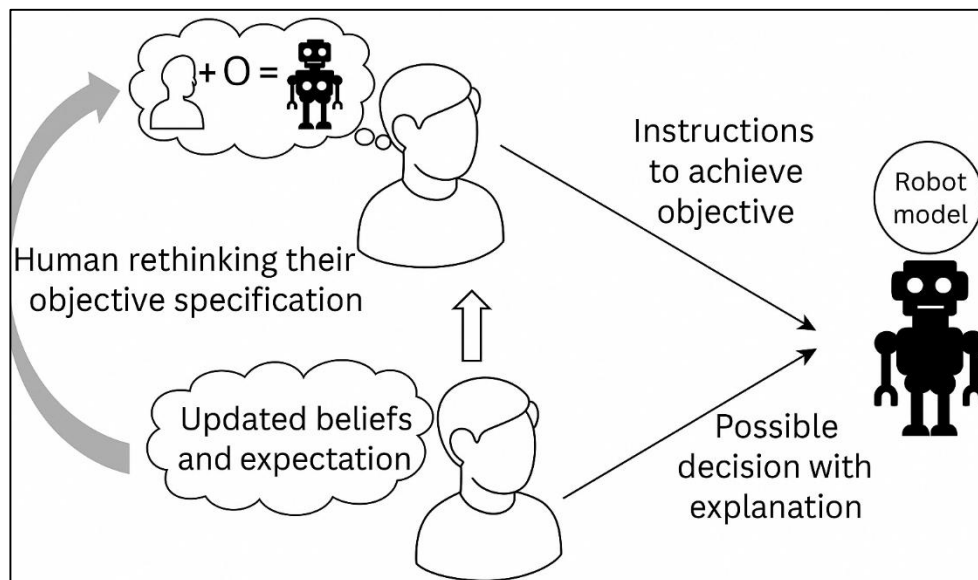 + O =
Instructions
to achieve
objective
Robot
model
Human rethinking their
objective specification
Updated beliefs
and expectation
Possible
decision with
explanation